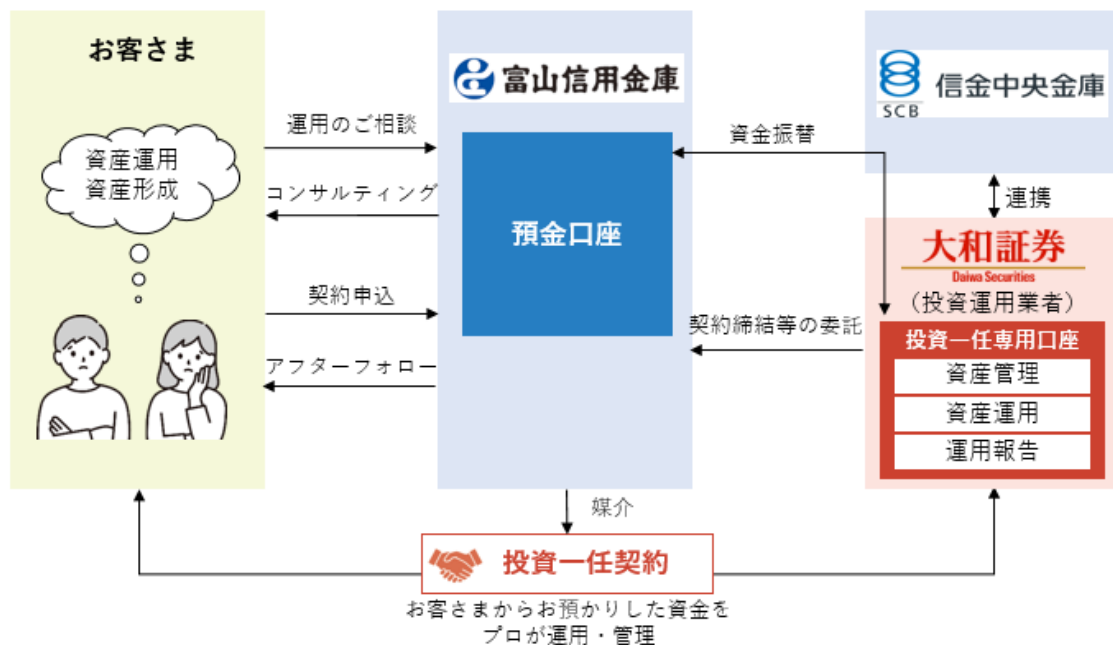 お客さま
資産運用
資産形成
運用のご相談
コンサルティング
契約申込
アフターフォロー
富山信用金庫
預金口座
資金振替
契約締結等の委託
SCB
信金中央金庫
連携
大和証券
Daiwa Securities
（投資運用業者）
投資一任専用口座
資産管理
資産運用
運用報告
媒介
投資一任契約
お客さまからお預かりした資金を
プロが運用・管理